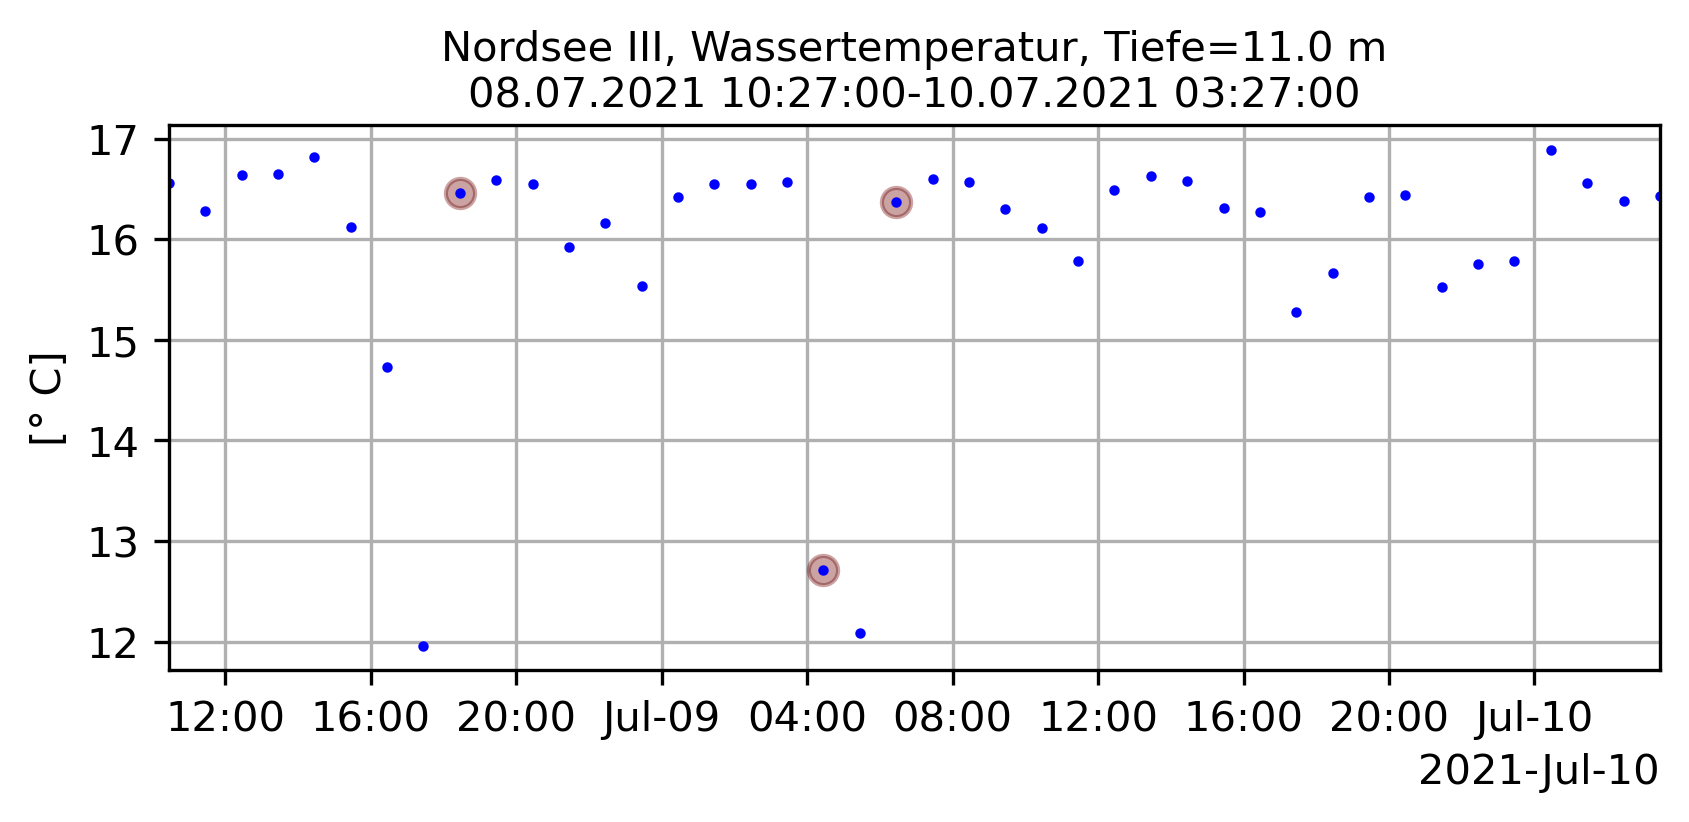 Nordsee III, Wassertemperatur, Tiefe=11.0 m
08.07.2021 10:27:00-10.07.2021 03:27:00
17
16
15
14
13
12
[° C]
12:00 16:00 20:00 Jul-09 04:00 08:00 12:00 16:00 20:00 Jul-10
2021-Jul-10